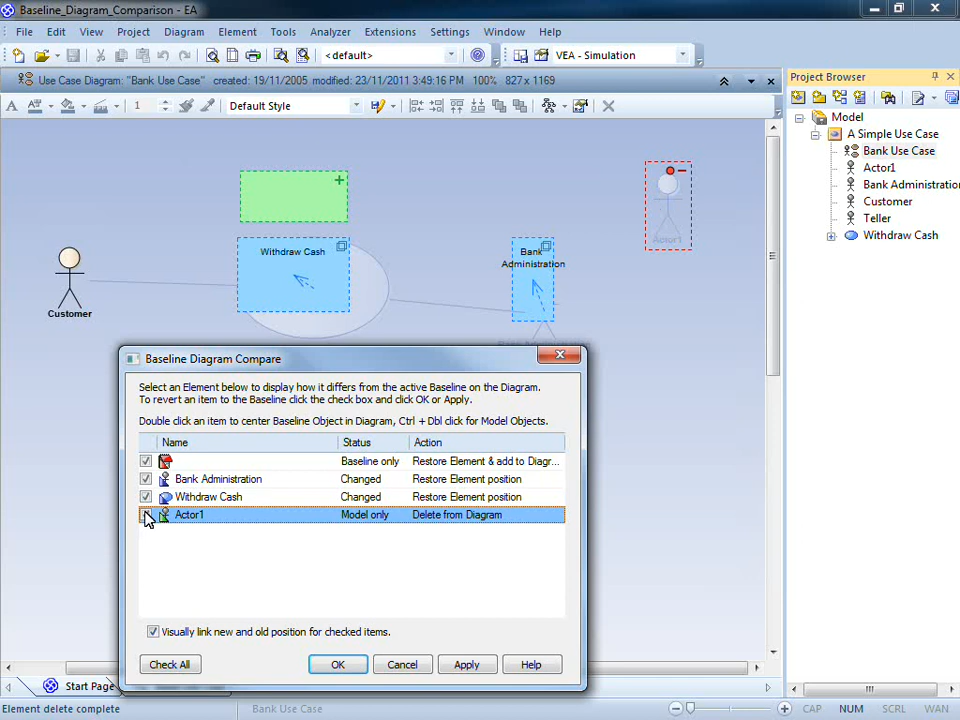 Baseline_Diagram_Comparison - EA
File Edit View Project Diagram Element Tools Analyzer Extensions Settings Window Help
<default>
VEA - Simulation
Use Case Diagram: "Bank Use Case" created: 19/11/2005 modified: 23/11/2011 3:49:16 PM 100% 827 x 1169
Project Browser
1
Default Style
Model
A Simple Use Case
Bank Use Case
Actor1
Bank Administration
Customer
Teller
Withdraw Cash
Withdraw Cash
Bank
Administration
Actor1
Customer
Baseline Diagram Compare
Select an Element below to display how it differs from the active Baseline on the Diagram.
To revert an item to the Baseline click the check box and click OK or Apply.
Double click an item to center Baseline Object in Diagram, Ctrl + Dbl click for Model Objects.
Name Status Action
Baseline only Restore Element & add to Diagr...
Bank Administration Changed Restore Element position
Withdraw Cash Changed Restore Element position
Actor1 Model only Delete from Diagram
Visually link new and old position for checked items.
Check All OK Cancel Apply Help
Start Page
Element delete complete
Bank Use Case
CAP NUM SCRL WAN